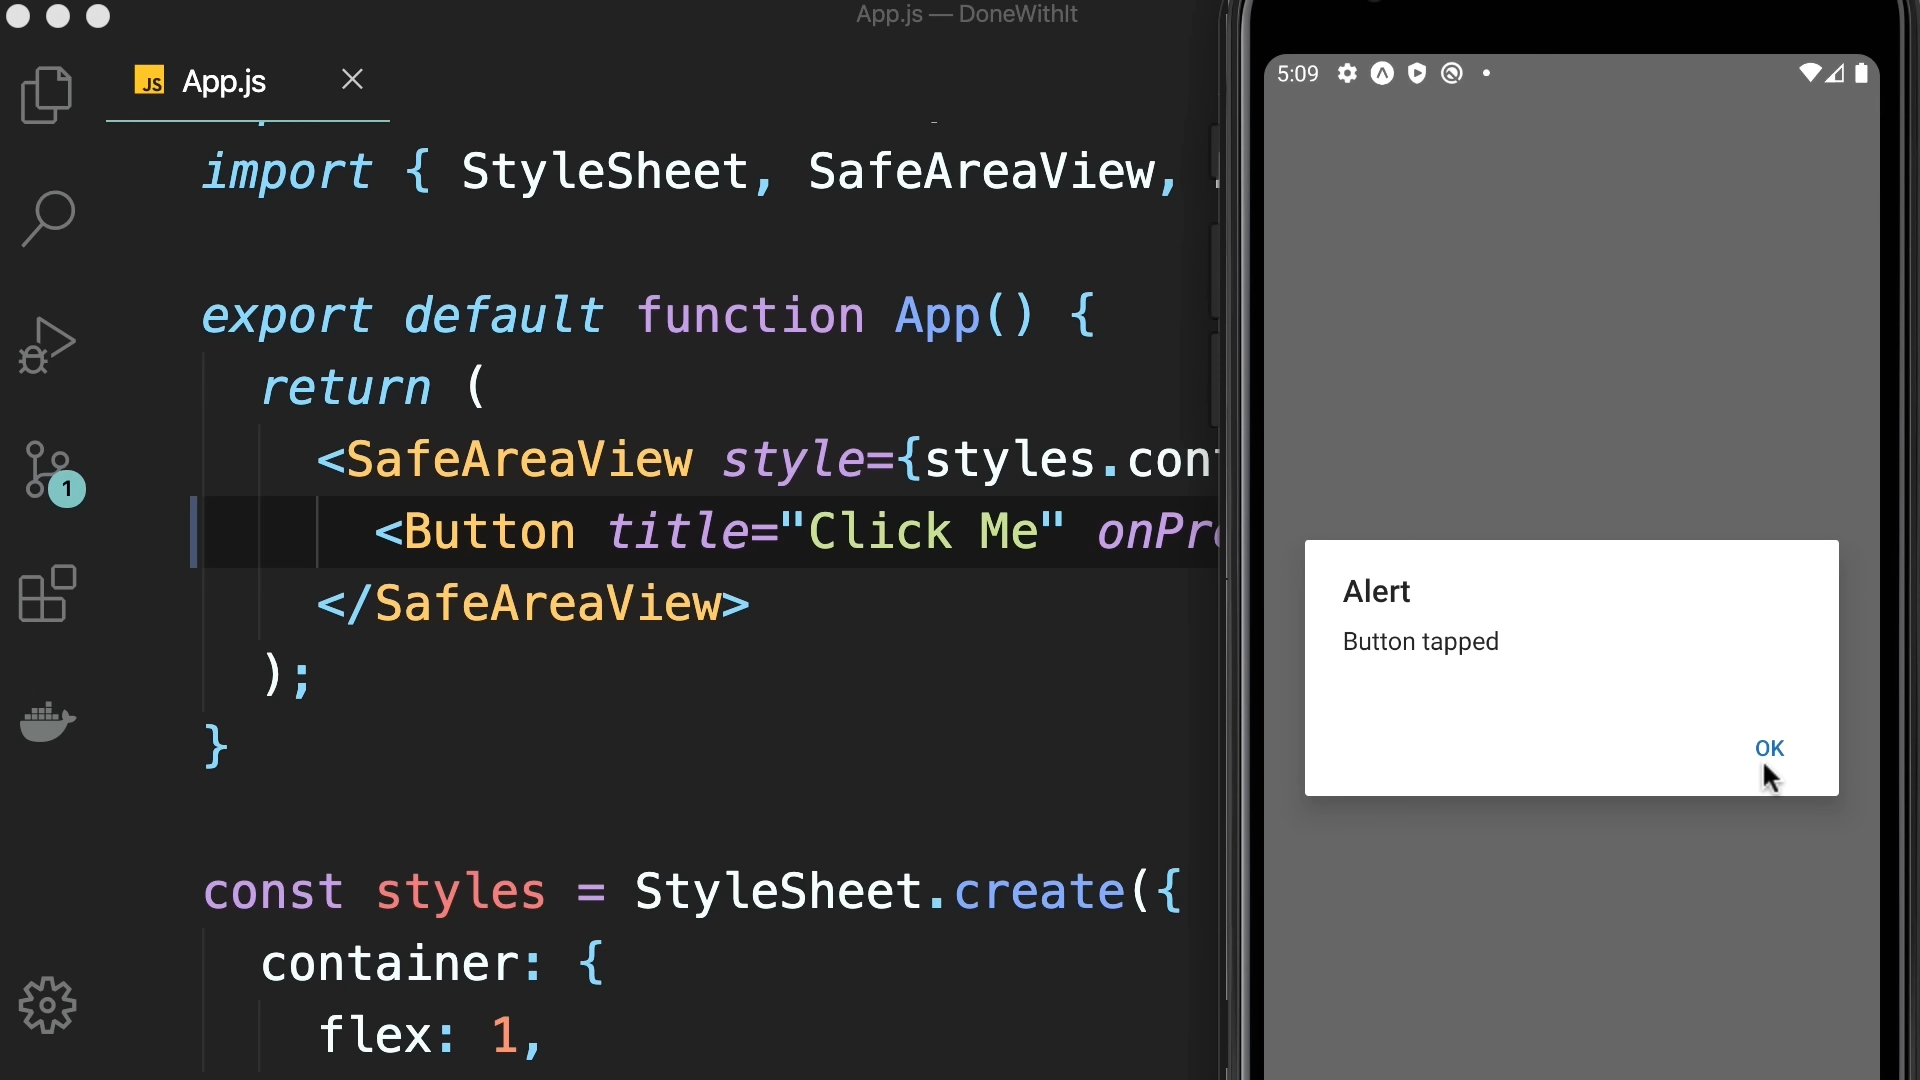 App.js — DoneWithIt
JS App.js
import { StyleSheet, SafeAreaView,
export default function App() {
return (
<SafeAreaView style={styles.con
<Button title="Click Me" onPr
</SafeAreaView>
);
}
const styles = StyleSheet.create({
container: {
flex: 1,
1
5:09
Alert
Button tapped
OK